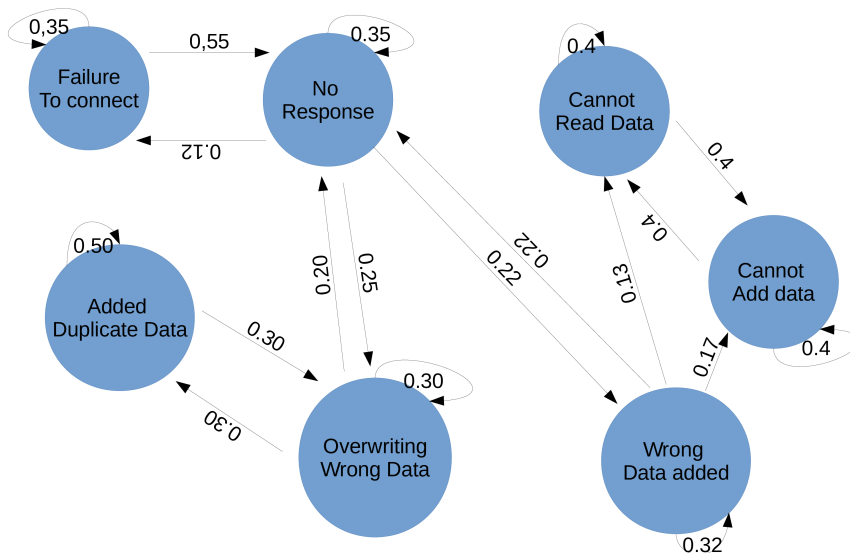 0,35
Failure
To connect
0,55
0.12
No
Response
0.35
0.4
Cannot
Read Data
0.4
0.4
Cannot
Add data
0.4
0.13
0.17
0.22
0.22
0.20
0.25
0.50
Added
Duplicate Data
0.30
0.30
0.30
Overwriting
Wrong Data
Wrong
Data added
0.32